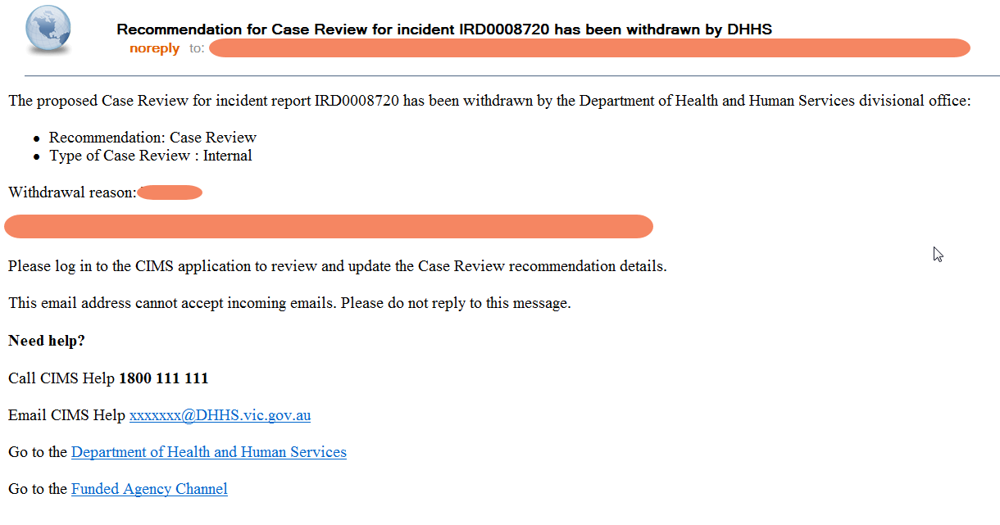 Recommendation for Case Review for incident IRD0008720 has been withdrawn by DHHS
noreply to:
The proposed Case Review for incident report IRD0008720 has been withdrawn by the Department of Health and Human Services divisional office:
• Recommendation: Case Review
• Type of Case Review : Internal
Withdrawal reason:
Please log in to the CIMS application to review and update the Case Review recommendation details.
This email address cannot accept incoming emails. Please do not reply to this message.
Need help?
Call CIMS Help 1800 111 111
Email CIMS Help xxxxxxx@DHHS.vic.gov.au
Go to the Department of Health and Human Services
Go to the Funded Agency Channel